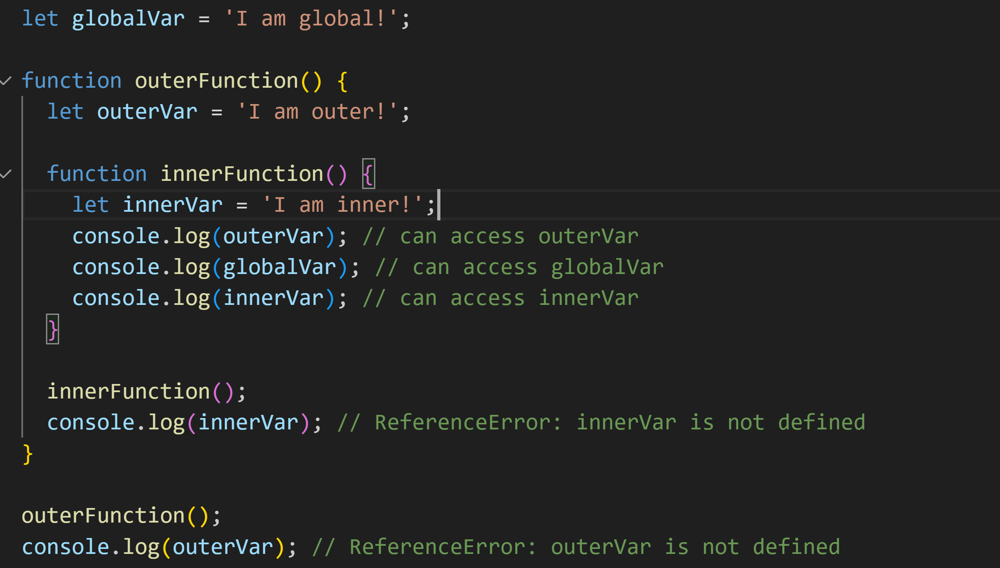 let globalVar = 'I am global!';
function outerFunction() {
let outerVar = 'I am outer!';
function innerFunction() {
let innerVar = 'I am inner!';
console.log(outerVar); // can access outerVar
console.log(globalVar); // can access globalVar
console.log(innerVar); // can access innerVar
}
innerFunction();
console.log(innerVar); // ReferenceError: innerVar is not defined
}
outerFunction();
console.log(outerVar); // ReferenceError: outerVar is not defined